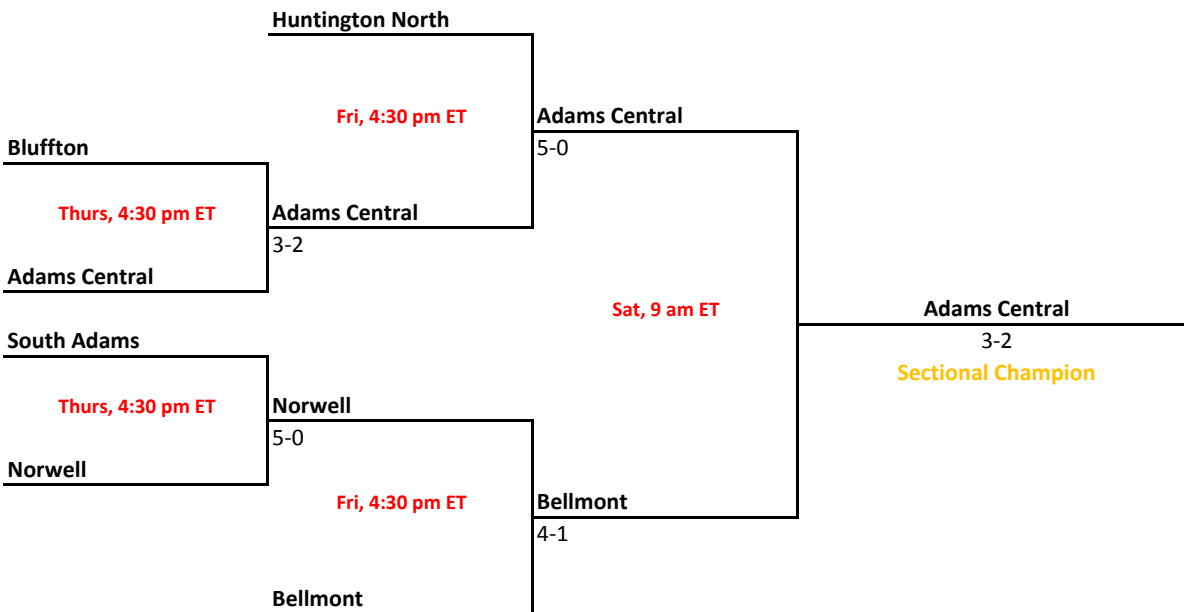 Huntington North
Fri, 4:30 pm ET
Adams Central
Bluffton
5-0
Thurs, 4:30 pm ET
Adams Central
3-2
Adams Central
Sat, 9 am ET
Adams Central
South Adams
3-2
Sectional Champion
Thurs, 4:30 pm ET
Norwell
5-0
Norwell
Fri, 4:30 pm ET
Bellmont
4-1
Bellmont